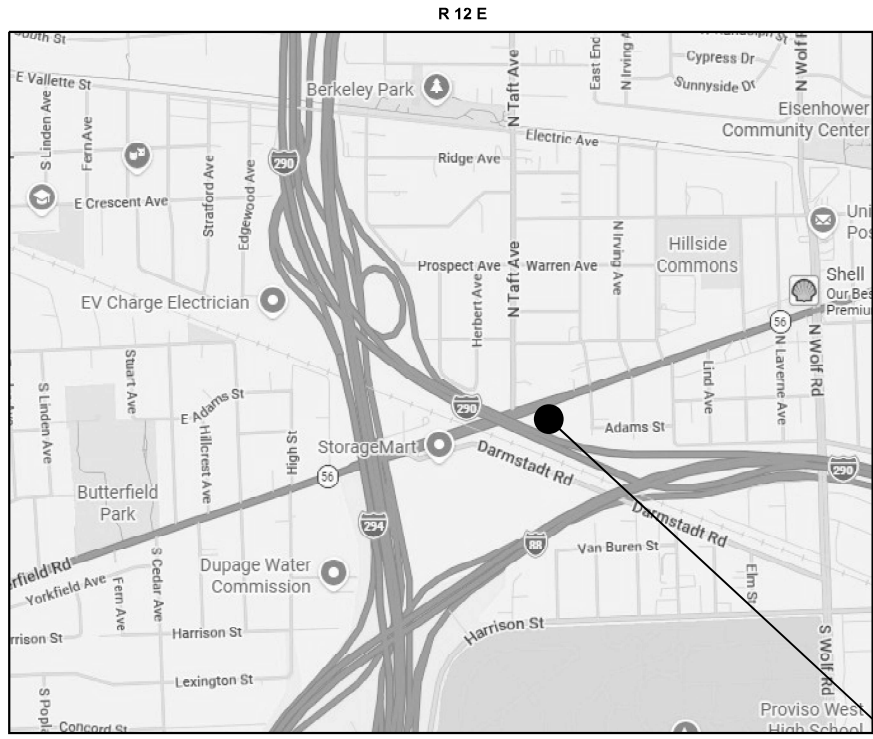 R 12 E
South St
E Vallette St
S Linden Ave
Fern Ave
Stratford Ave
Edgewood Ave
E Crescent Ave
290
Berkeley Park
N Taft Ave
East End
N Irving A
N Randolph St
Cypress Dr
Sunnyside Dr
N Wolf R
Eisenhower
Community Center
Electric Ave
Ridge Ave
Uni
Pos
Hillside
Commons
N Irving Ave
Prospect Ave
Warren Ave
N Taft Ave
Herbert Ave
Shell
Our Bes
Premiu
56
N Wolf Rd
N Laverne Ave
Lind Ave
EV Charge Electrician
Stuart Ave
S Linden Ave
E Adams St
Hillcrest Ave
High St
290
Adams St
StorageMart
Darmstadt Rd
290
56
Butterfield
Park
294
Darmstadt Rd
88
Van Buren St
Elm St
erfield Rd
Yorkfield Ave
Fern Ave
S Cedar Ave
Dupage Water
Commission
rrison St
Harrison St
Harrison St
S Wolf Rd
Lexington St
S Popla
Concord St
Proviso West
High School